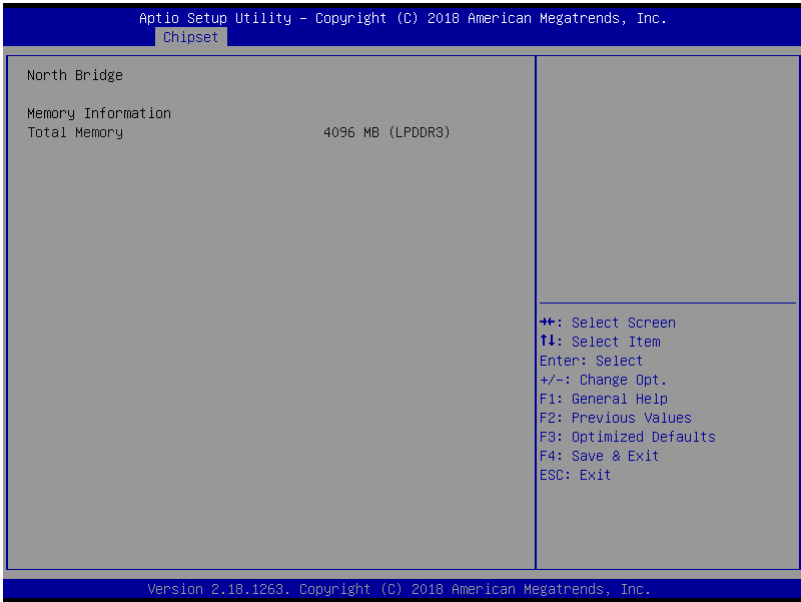 Aptio Setup Utility – Copyright (C) 2018 American Megatrends, Inc.
Chipset
North Bridge
Memory Information
Total Memory 4096 MB (LPDDR3)
→←: Select Screen
↑↓: Select Item
Enter: Select
+/-: Change Opt.
F1: General Help
F2: Previous Values
F3: Optimized Defaults
F4: Save & Exit
ESC: Exit
Version 2.18.1263. Copyright (C) 2018 American Megatrends, Inc.